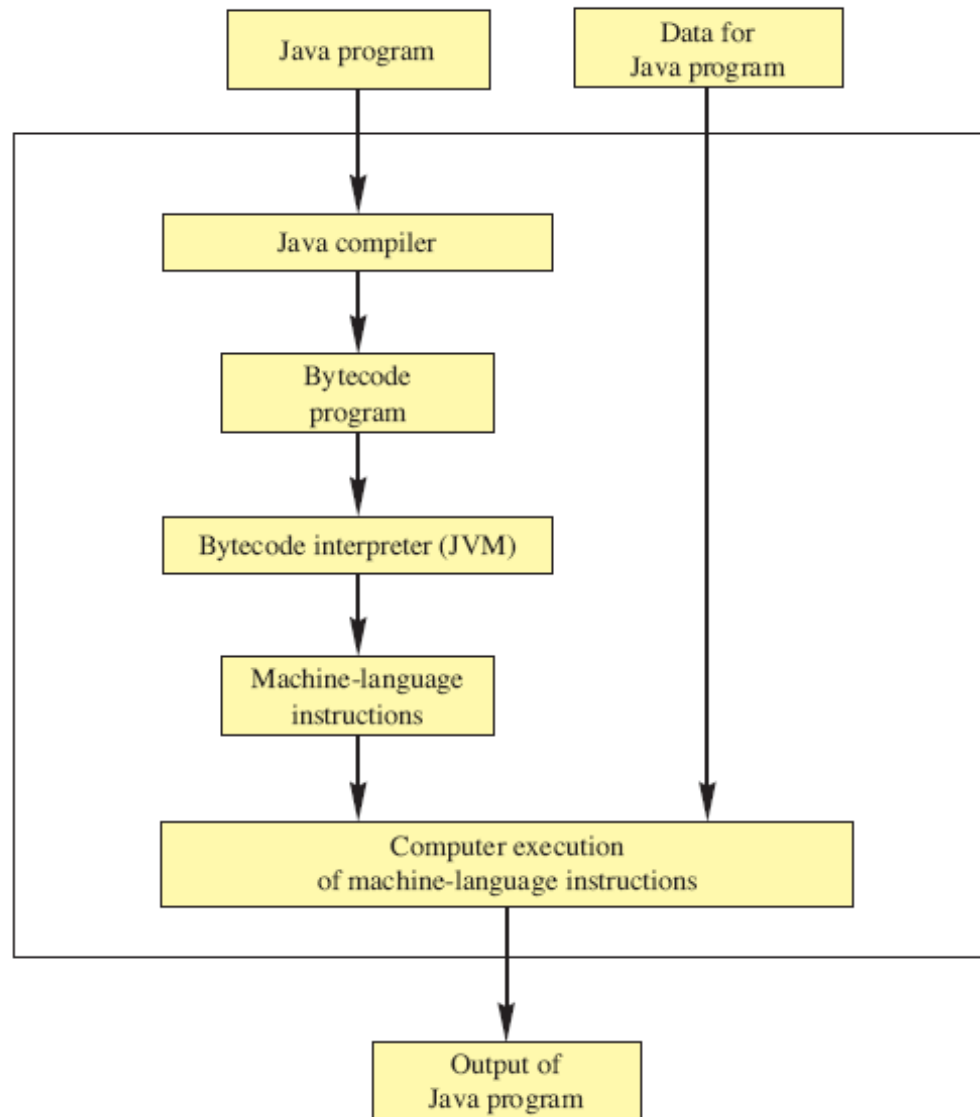 Java program
Data for
Java program
Java compiler
Bytecode
program
Bytecode interpreter (JVM)
Machine-language
instructions
Computer execution
of machine-language instructions
Output of
Java program